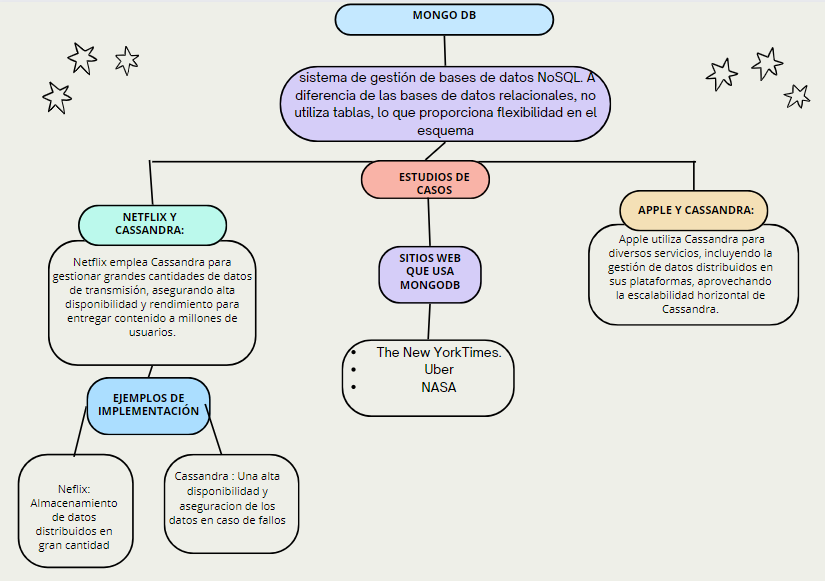 MONGO DB
sistema de gestión de bases de datos NoSQL. A
diferencia de las bases de datos relacionales, no
utiliza tablas, lo que proporciona flexibilidad en el
esquema
ESTUDIOS DE
CASOS
NETFLIX Y
CASSANDRA:
Netflix emplea Cassandra para
gestionar grandes cantidades de datos
de transmisión, asegurando alta
disponibilidad y rendimiento para
entregar contenido a millones de
usuarios.
EJEMPLOS DE
IMPLEMENTACIÓN
Neflix:
Almacenamiento
de datos
distribuidos en
gran cantidad
Cassandra : Una alta
disponibilidad y
aseguracion de los
datos en caso de fallos
SITIOS WEB
QUE USA
MONGODB
• The New YorkTimes.
• Uber
• NASA
APPLE Y CASSANDRA:
Apple utiliza Cassandra para
diversos servicios, incluyendo la
gestión de datos distribuidos en
sus plataformas, aprovechando
la escalabilidad horizontal de
Cassandra.